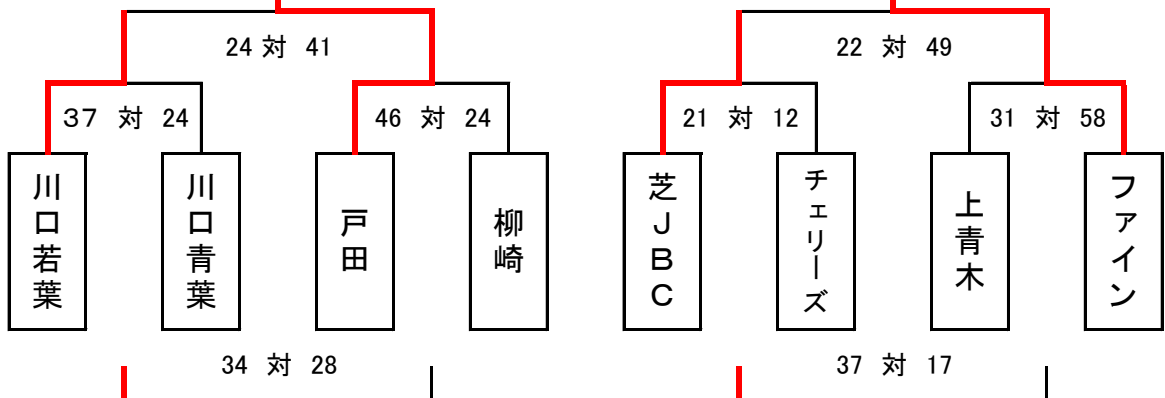 24 対 41
22 対 49
37 対 24
46 対 24
21 対 12
31 対 58
川口若葉
川口青葉
戸田
柳崎
芝JBC
チェリーズ
上青木
ファイン
34 対 28
37 対 17